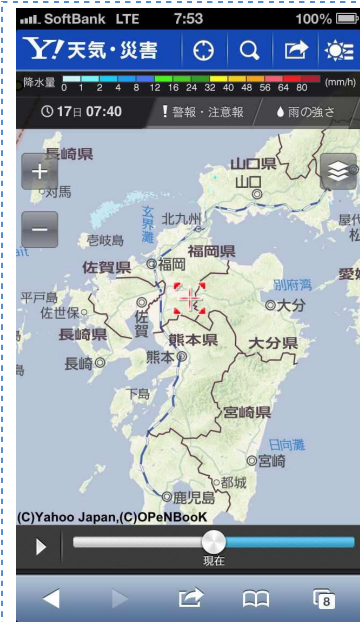 SoftBank LTE 7:53 100%
Y! 天気・災害
降水量 0 1 2 4 8 12 16 24 32 40 48 56 64 80 (mm/h)
17日 07:40 ! 警報・注意報 雨の強さ
長崎県
山口県
山口
対馬
玄界灘
北九州
屋代
松
壱岐島
福岡県
福岡
愛媛
佐賀県
別府湾
平戸島
佐世保
佐賀
大分
長崎県
熊本県
大分県
長崎
熊本
下島
宮崎県
日向灘
宮崎
都城
鹿児島
(C)Yahoo Japan,(C)OPeNBooK
現在
8